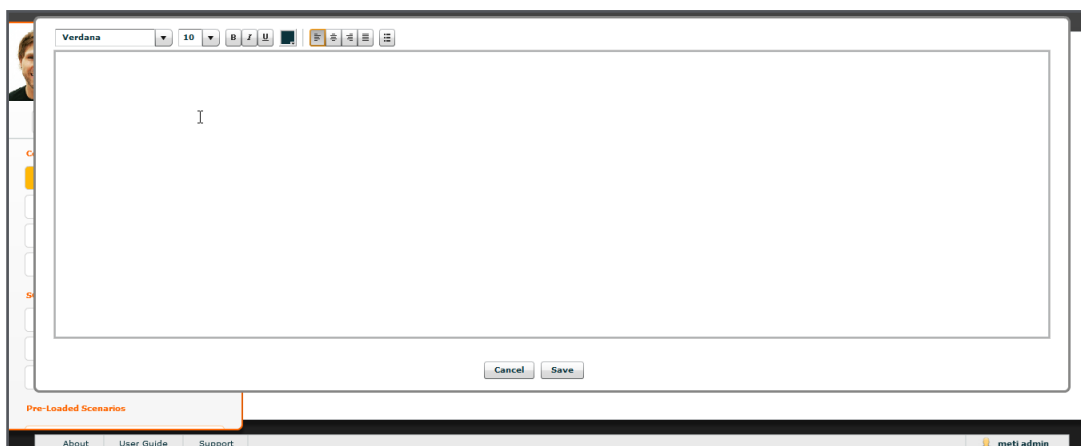 Verdana 10 B I U
C
S
Cancel Save
Pre-Loaded Scenarios
About User Guide Support meti admin